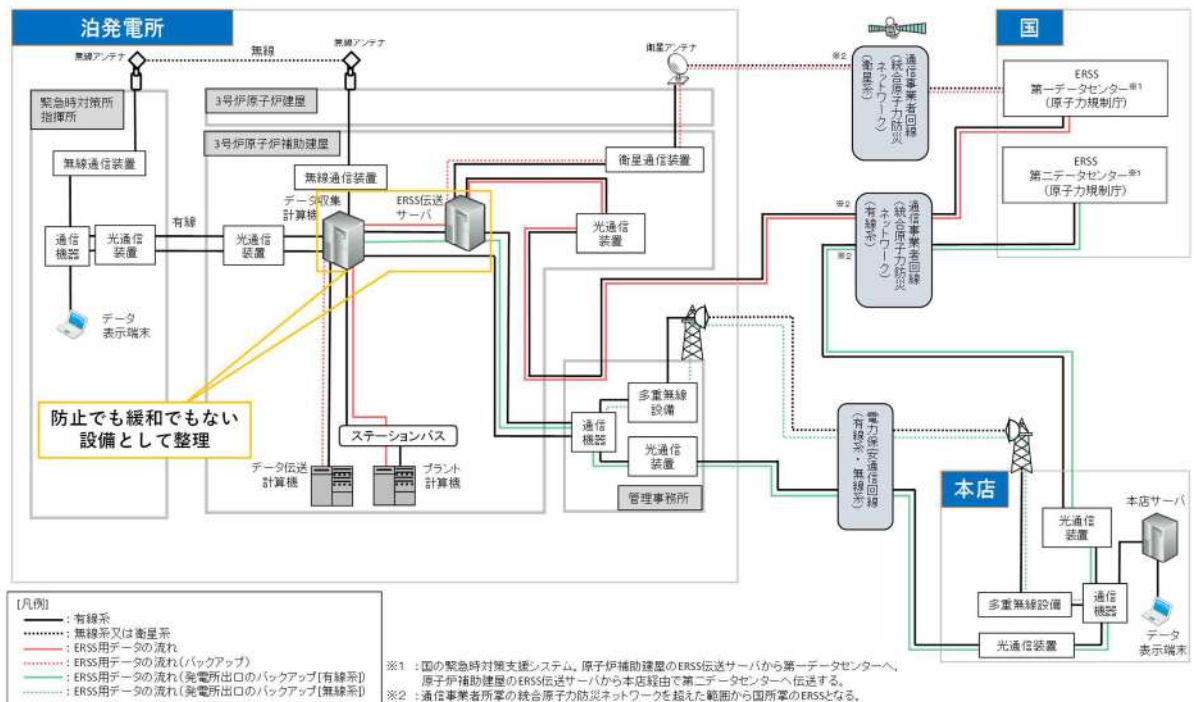 泊発電所
国
無線アンテナ
無線
無線アンテナ
衛星アンテナ
※2
通信事業者回線
(統合原子力防災
ネットワーク)
(衛星系)
ERSS
第一データセンター※1
(原子力規制庁)
緊急時対策所
指揮所
3号炉原子炉建屋
3号炉原子炉補助建屋
無線通信装置
無線通信装置
衛星通信装置
ERSS
第二データセンター※1
(原子力規制庁)
データ収集
計算機
ERSS伝送
サーバ
有線
通信
機器
光通信
装置
光通信
装置
光通信
装置
※2
※2
通信事業者回線
(統合原子力防災
ネットワーク)
(有線系)
データ
表示端末
防止でも緩和でもない
設備として整理
ステーションバス
データ伝送
計算機
プラント
計算機
多重無線
設備
通信
機器
光通信
装置
管理事務所
電力保安通信回線
(有線系・無線系)
本店
本店サーバ
光通信
装置
多重無線設備
通信
機器
光通信装置
データ
表示端末
[凡例]
:有線系
:無線系又は衛星系
:ERSS用データの流れ
:ERSS用データの流れ(バックアップ)
:ERSS用データの流れ(発電所出口のバックアップ[有線系])
:ERSS用データの流れ(発電所出口のバックアップ[無線系])
※1 :国の緊急時対策支援システム。原子炉補助建屋のERSS伝送サーバから第一データセンターへ、
原子炉補助建屋のERSS伝送サーバから本店経由で第二データセンターへ伝送する。
※2 :通信事業者所掌の統合原子力防災ネットワークを超えた範囲から国所掌のERSSとなる。